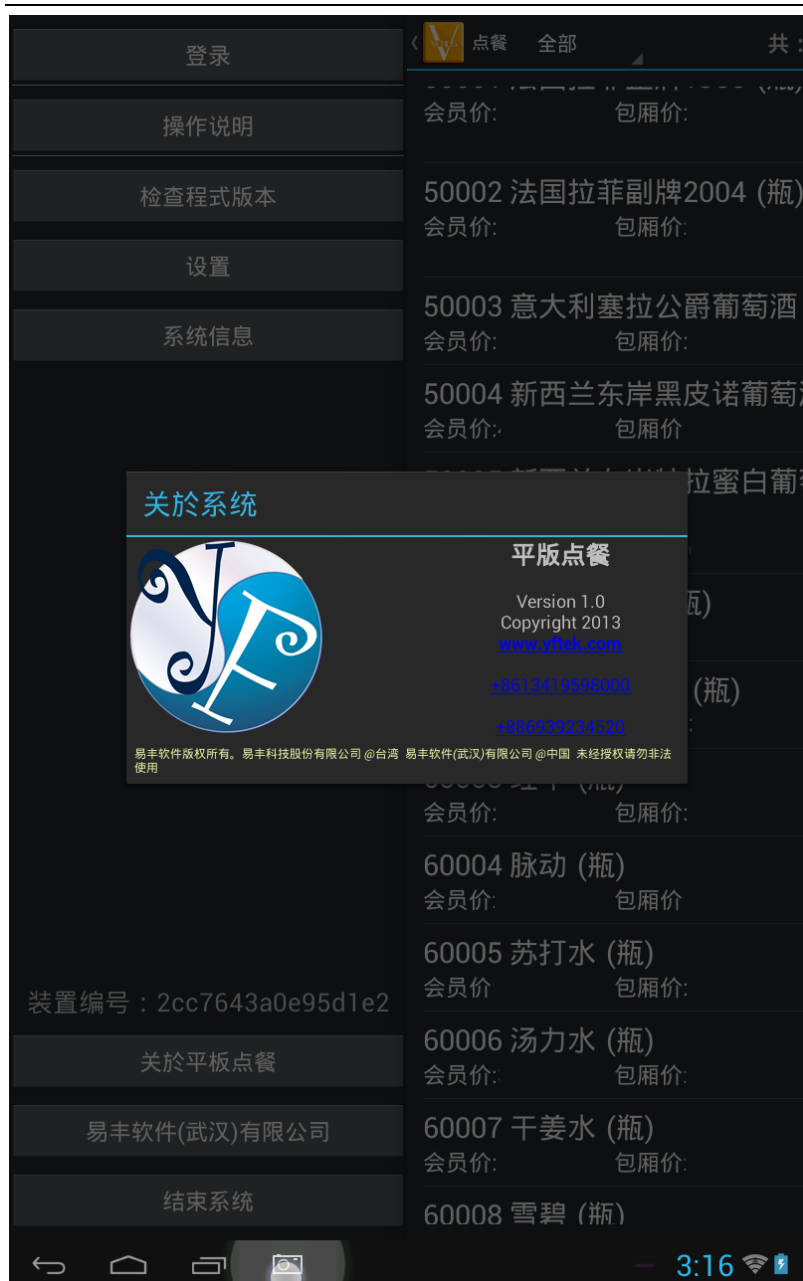 登录
操作说明
检查程式版本
设置
系统信息
点餐 全部 共:
会员价: 包厢价:
50002 法国拉菲副牌2004 (瓶)
会员价: 包厢价:
50003 意大利塞拉公爵葡萄酒
会员价: 包厢价:
50004 新西兰东岸黑皮诺葡萄
会员价: 包厢价
拉蜜白葡
关於系统
平版点餐
Version 1.0
Copyright 2013
www.yftek.com
+8613419598000
+886939234520
易丰软件版权所有。易丰科技股份有限公司@台湾 易丰软件(武汉)有限公司@中国 未经授权请勿非法
使用
瓶)
(瓶)
会员价: 包厢价:
60004 脉动 (瓶)
会员价: 包厢价
60005 苏打水 (瓶)
会员价 包厢价:
60006 汤力水 (瓶)
会员价: 包厢价:
60007 干姜水 (瓶)
会员价: 包厢价:
60008 雪碧 (瓶)
装置编号：2cc7643a0e95d1e2
关於平板点餐
易丰软件(武汉)有限公司
结束系统
3:16